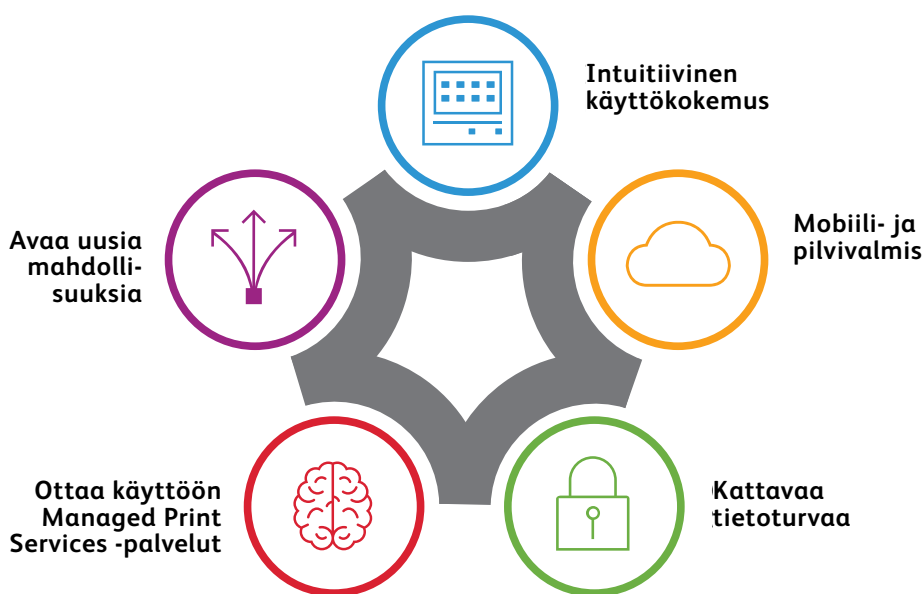 Intuitiivinen
käyttökokemus
Mobiili- ja
pilvivalmis
Avaa uusia
mahdolli-
suuksia
Ottaa käyttöön
Managed Print
Services -palvelut
Kattavaa
tietoturvaa